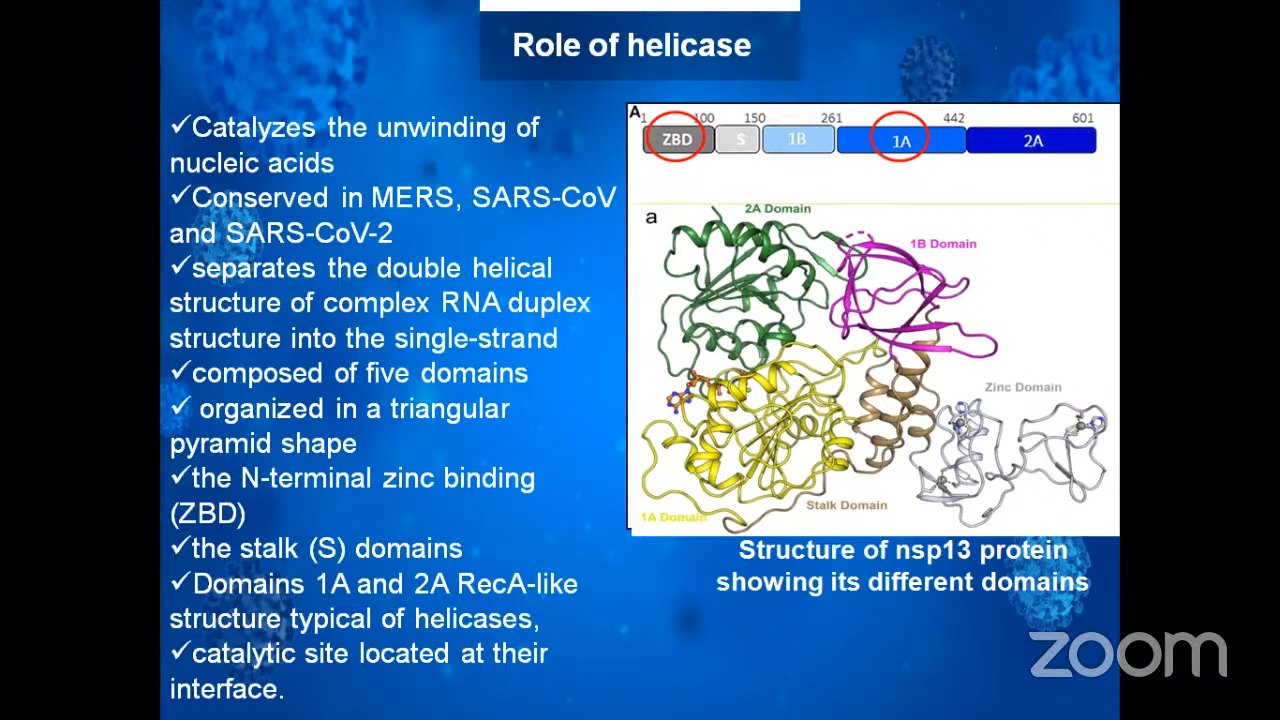 Role of helicase
✓Catalyzes the unwinding of
nucleic acids
✓Conserved in MERS, SARS-CoV
and SARS-CoV-2
✓separates the double helical
structure of complex RNA duplex
structure into the single-strand
✓composed of five domains
✓ organized in a triangular
pyramid shape
✓the N-terminal zinc binding
(ZBD)
✓the stalk (S) domains
✓Domains 1A and 2A RecA-like
structure typical of helicases,
✓catalytic site located at their
interface.
A
1 100 150 261 442 601
ZBD S 1B 1A 2A
a
2A Domain
1B Domain
Zinc Domain
Stalk Domain
1A Domain
Structure of nsp13 protein
showing its different domains
zoom